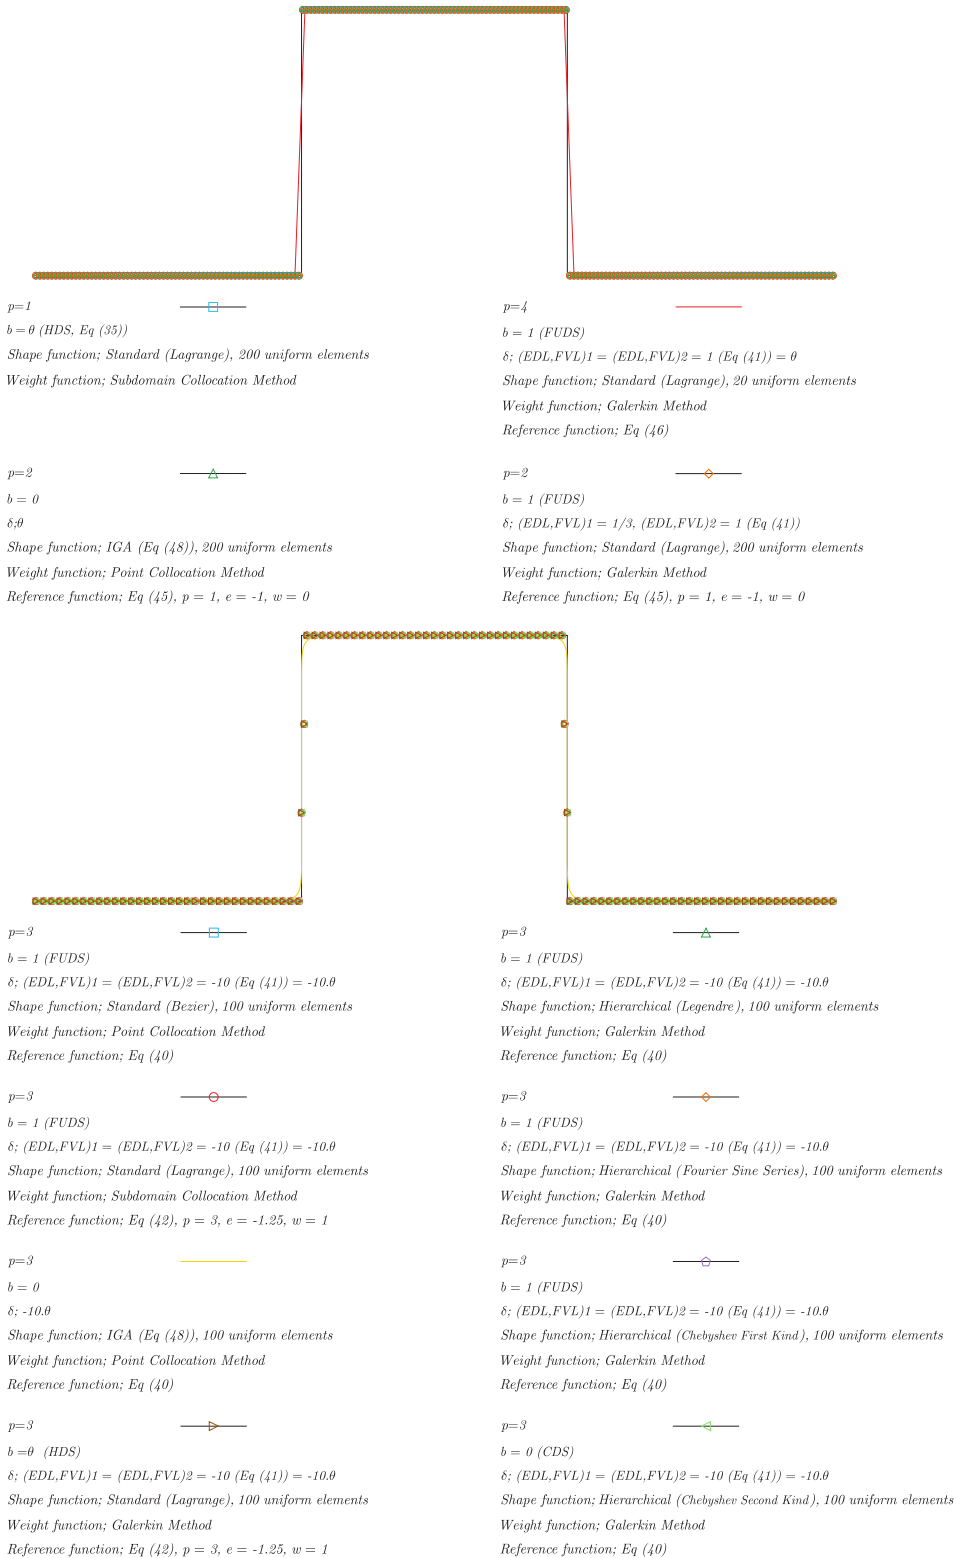 p=1
b = θ (HDS, Eq (35))
Shape function; Standard (Lagrange), 200 uniform elements
Weight function; Subdomain Collocation Method
p=4
b = 1 (FUDS)
δ; (EDL,FVL)1 = (EDL,FVL)2 = 1 (Eq (41)) = θ
Shape function; Standard (Lagrange), 20 uniform elements
Weight function; Galerkin Method
Reference function; Eq (46)
p=2
b = 0
δ;θ
Shape function; IGA (Eq (48)), 200 uniform elements
Weight function; Point Collocation Method
Reference function; Eq (45), p = 1, e = -1, w = 0
p=2
b = 1 (FUDS)
δ; (EDL,FVL)1 = 1/3, (EDL,FVL)2 = 1 (Eq (41))
Shape function; Standard (Lagrange), 200 uniform elements
Weight function; Galerkin Method
Reference function; Eq (45), p = 1, e = -1, w = 0
p=3
b = 1 (FUDS)
δ; (EDL,FVL)1 = (EDL,FVL)2 = -10 (Eq (41)) = -10.θ
Shape function; Standard (Bezier), 100 uniform elements
Weight function; Point Collocation Method
Reference function; Eq (40)
p=3
b = 1 (FUDS)
δ; (EDL,FVL)1 = (EDL,FVL)2 = -10 (Eq (41)) = -10.θ
Shape function; Hierarchical (Legendre), 100 uniform elements
Weight function; Galerkin Method
Reference function; Eq (40)
p=3
b = 1 (FUDS)
δ; (EDL,FVL)1 = (EDL,FVL)2 = -10 (Eq (41)) = -10.θ
Shape function; Standard (Lagrange), 100 uniform elements
Weight function; Subdomain Collocation Method
Reference function; Eq (42), p = 3, e = -1.25, w = 1
p=3
b = 1 (FUDS)
δ; (EDL,FVL)1 = (EDL,FVL)2 = -10 (Eq (41)) = -10.θ
Shape function; Hierarchical (Fourier Sine Series), 100 uniform elements
Weight function; Galerkin Method
Reference function; Eq (40)
p=3
b = 0
δ; -10.θ
Shape function; IGA (Eq (48)), 100 uniform elements
Weight function; Point Collocation Method
Reference function; Eq (40)
p=3
b = 1 (FUDS)
δ; (EDL,FVL)1 = (EDL,FVL)2 = -10 (Eq (41)) = -10.θ
Shape function; Hierarchical (Chebyshev First Kind), 100 uniform elements
Weight function; Galerkin Method
Reference function; Eq (40)
p=3
b =θ (HDS)
δ; (EDL,FVL)1 = (EDL,FVL)2 = -10 (Eq (41)) = -10.θ
Shape function; Standard (Lagrange), 100 uniform elements
Weight function; Galerkin Method
Reference function; Eq (42), p = 3, e = -1.25, w = 1
p=3
b = 0 (CDS)
δ; (EDL,FVL)1 = (EDL,FVL)2 = -10 (Eq (41)) = -10.θ
Shape function; Hierarchical (Chebyshev Second Kind), 100 uniform elements
Weight function; Galerkin Method
Reference function; Eq (40)